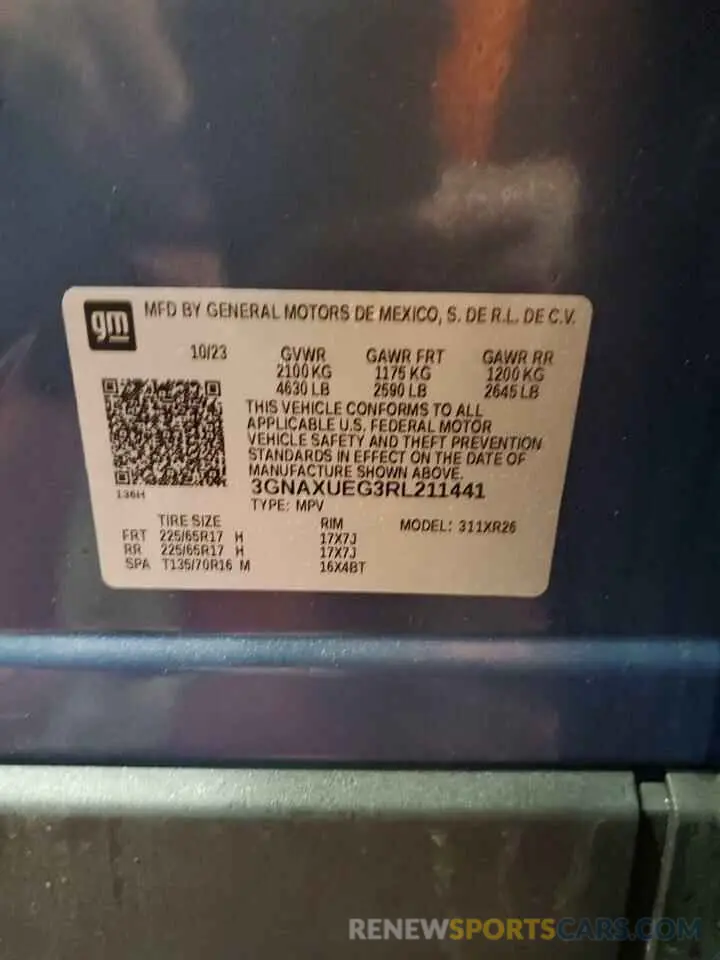 gm
MFD BY GENERAL MOTORS DE MEXICO, S. DE R.L. DE C.V.
10/23 GVWR GAWR FRT GAWR RR
2100 KG 1175 KG 1200 KG
4630 LB 2590 LB 2645 LB
THIS VEHICLE CONFORMS TO ALL
APPLICABLE U.S. FEDERAL MOTOR
VEHICLE SAFETY AND THEFT PREVENTION
STANDARDS IN EFFECT ON THE DATE OF
MANUFACTURE SHOWN ABOVE.
3GNAXUEG3RL211441
136H
TYPE: MPV
TIRE SIZE RIM MODEL: 311XR26
FRT 225/65R17 H 17X7J
RR 225/65R17 H 17X7J
SPA T135/70R16 M 16X4BT
RENEWSPORTSCARS.COM